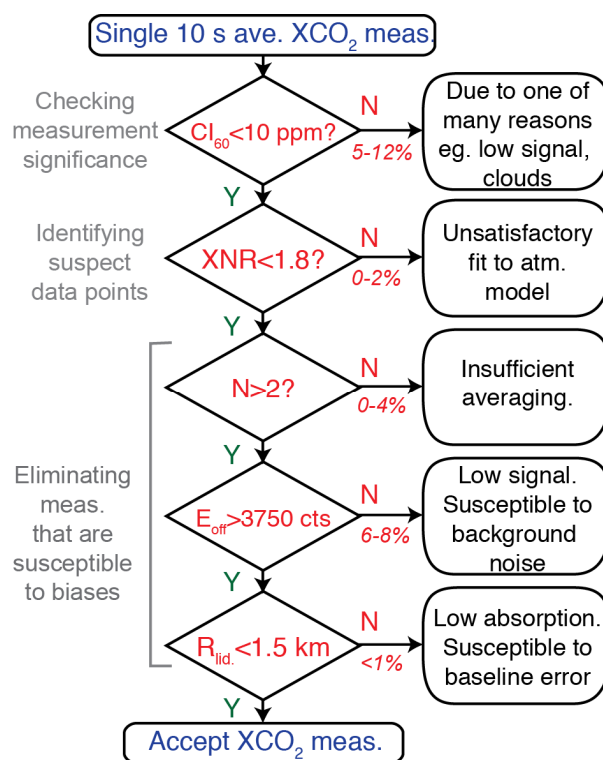 Single 10 s ave. XCO₂ meas.
Checking
measurement
significance
CI₆₀<10 ppm?
N
5-12%
Due to one of
many reasons
eg. low signal,
clouds
Y
Identifying
suspect
data points
XNR<1.8?
N
0-2%
Unsatisfactory
fit to atm.
model
Y
N>2?
N
0-4%
Insufficient
averaging.
Y
Eliminating
meas.
that are
susceptible
to biases
E_off>3750 cts
N
6-8%
Low signal.
Susceptible to
background
noise
Y
R_lid.<1.5 km
N
<1%
Low absorption.
Susceptible to
baseline error
Y
Accept XCO₂ meas.